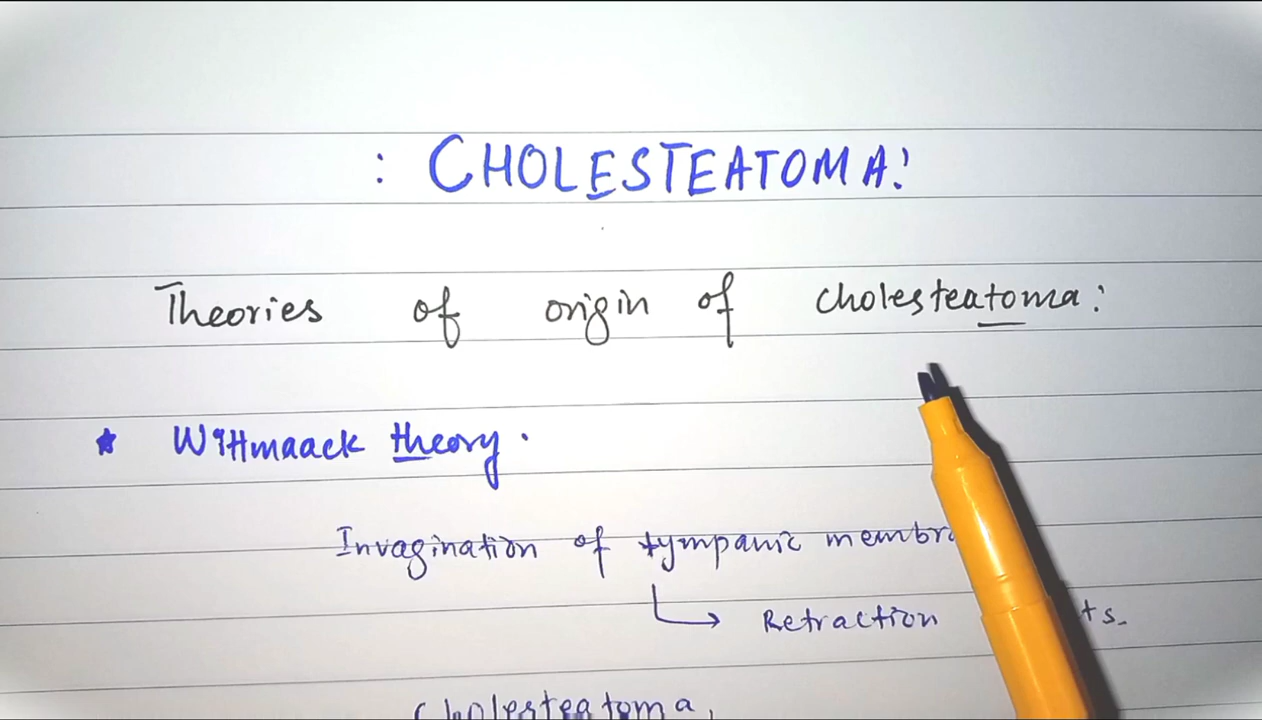 : CHOLESTEATOMA:
Theories of origin of cholesteatoma:
★ Wittmaack theory.
Invagination of tympanic
Retraction
Cholesteatoma,